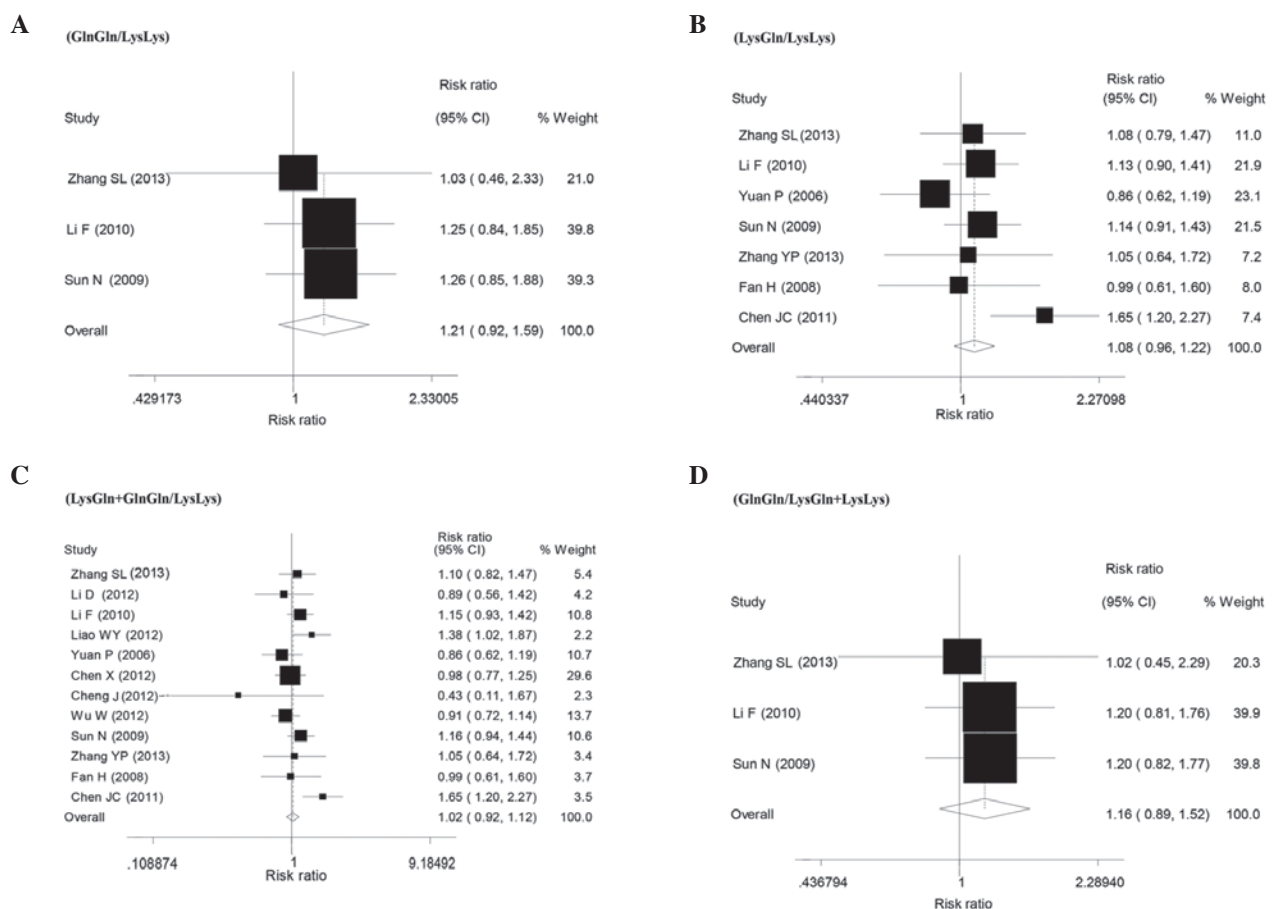 A
(GlnGln/LysLys)
Risk ratio
Study (95% CI) % Weight
Zhang SL (2013) 1.03 ( 0.46, 2.33) 21.0
Li F (2010) 1.25 ( 0.84, 1.85) 39.8
Sun N (2009) 1.26 ( 0.85, 1.88) 39.3
Overall 1.21 ( 0.92, 1.59) 100.0
.429173 1 2.33005
Risk ratio
B
(LysGln/LysLys)
Risk ratio
Study (95% CI) % Weight
Zhang SL (2013) 1.08 ( 0.79, 1.47) 11.0
Li F (2010) 1.13 ( 0.90, 1.41) 21.9
Yuan P (2006) 0.86 ( 0.62, 1.19) 23.1
Sun N (2009) 1.14 ( 0.91, 1.43) 21.5
Zhang YP (2013) 1.05 ( 0.64, 1.72) 7.2
Fan H (2008) 0.99 ( 0.61, 1.60) 8.0
Chen JC (2011) 1.65 ( 1.20, 2.27) 7.4
Overall 1.08 ( 0.96, 1.22) 100.0
.440337 1 2.27098
Risk ratio
C
(LysGln+GlnGln/LysLys)
Risk ratio
Study (95% CI) % Weight
Zhang SL (2013) 1.10 ( 0.82, 1.47) 5.4
Li D (2012) 0.89 ( 0.56, 1.42) 4.2
Li F (2010) 1.15 ( 0.93, 1.42) 10.8
Liao WY (2012) 1.38 ( 1.02, 1.87) 2.2
Yuan P (2006) 0.86 ( 0.62, 1.19) 10.7
Chen X (2012) 0.98 ( 0.77, 1.25) 29.6
Cheng J (2012) 0.43 ( 0.11, 1.67) 2.3
Wu W (2012) 0.91 ( 0.72, 1.14) 13.7
Sun N (2009) 1.16 ( 0.94, 1.44) 10.6
Zhang YP (2013) 1.05 ( 0.64, 1.72) 3.4
Fan H (2008) 0.99 ( 0.61, 1.60) 3.7
Chen JC (2011) 1.65 ( 1.20, 2.27) 3.5
Overall 1.02 ( 0.92, 1.12) 100.0
.108874 1 9.18492
Risk ratio
D
(GlnGln/LysGln+LysLys)
Risk ratio
Study (95% CI) % Weight
Zhang SL (2013) 1.02 ( 0.45, 2.29) 20.3
Li F (2010) 1.20 ( 0.81, 1.76) 39.9
Sun N (2009) 1.20 ( 0.82, 1.77) 39.8
Overall 1.16 ( 0.89, 1.52) 100.0
.436794 1 2.28940
Risk ratio